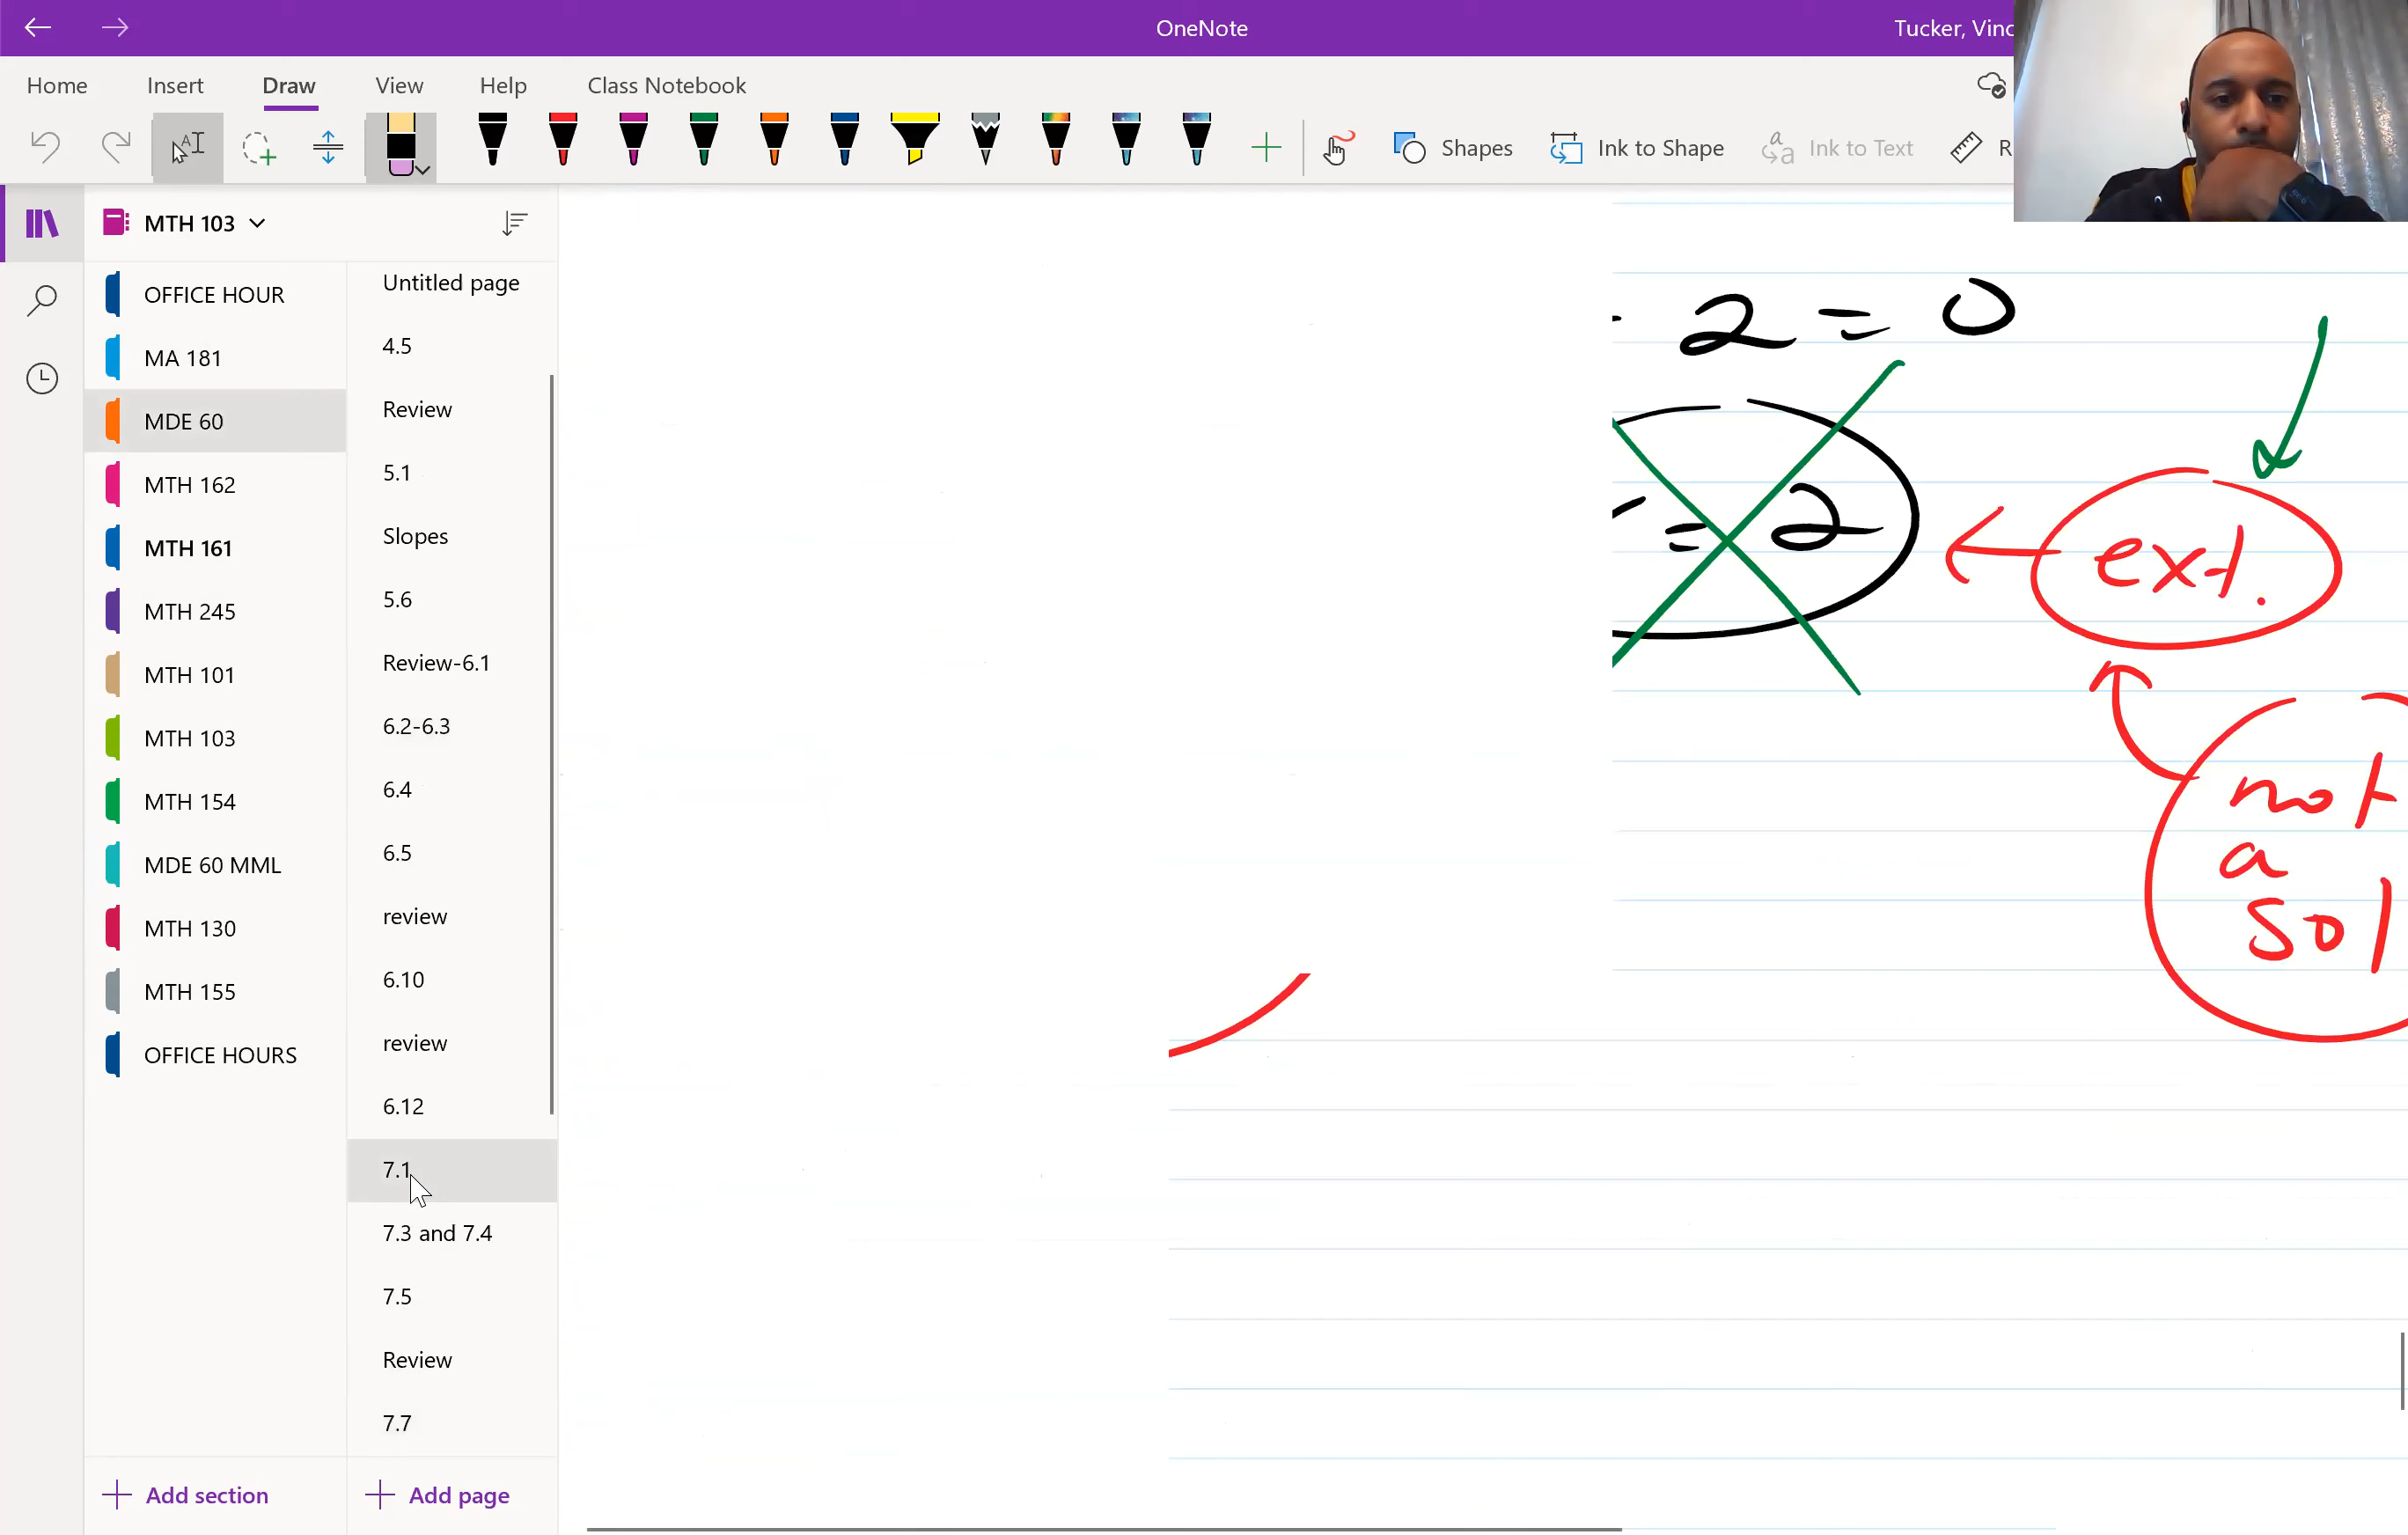 OneNote
Tucker, Vinc
Home Insert Draw View Help Class Notebook
Shapes Ink to Shape Ink to Text R
MTH 103
OFFICE HOUR
MA 181
MDE 60
MTH 162
MTH 161
MTH 245
MTH 101
MTH 103
MTH 154
MDE 60 MML
MTH 130
MTH 155
OFFICE HOURS
Add section
Untitled page
4.5
Review
5.1
Slopes
5.6
Review-6.1
6.2-6.3
6.4
6.5
review
6.10
review
6.12
7.1
7.3 and 7.4
7.5
Review
7.7
Add page
- 2 = 0
= 2
ext.
not
a
sol